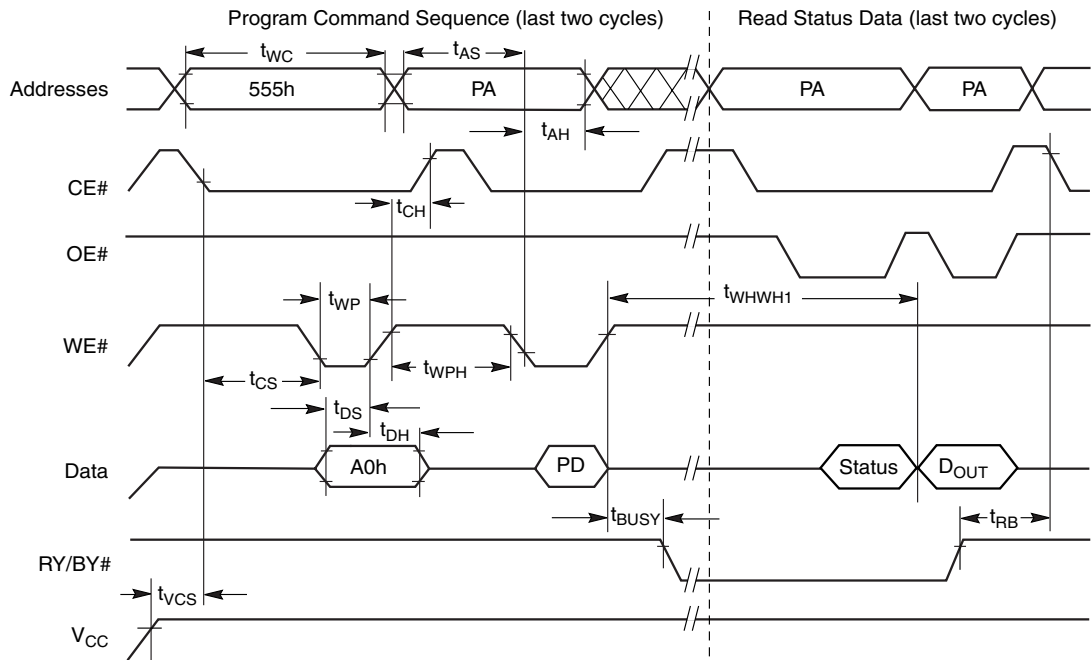 Program Command Sequence (last two cycles)
Read Status Data (last two cycles)
tWC
tAS
Addresses
555h
PA
PA
PA
tAH
CE#
tCH
OE#
tWP
tWHWH1
WE#
tCS
tWPH
tDS
tDH
Data
A0h
PD
Status
DOUT
tBUSY
tRB
RY/BY#
tVCS
VCC